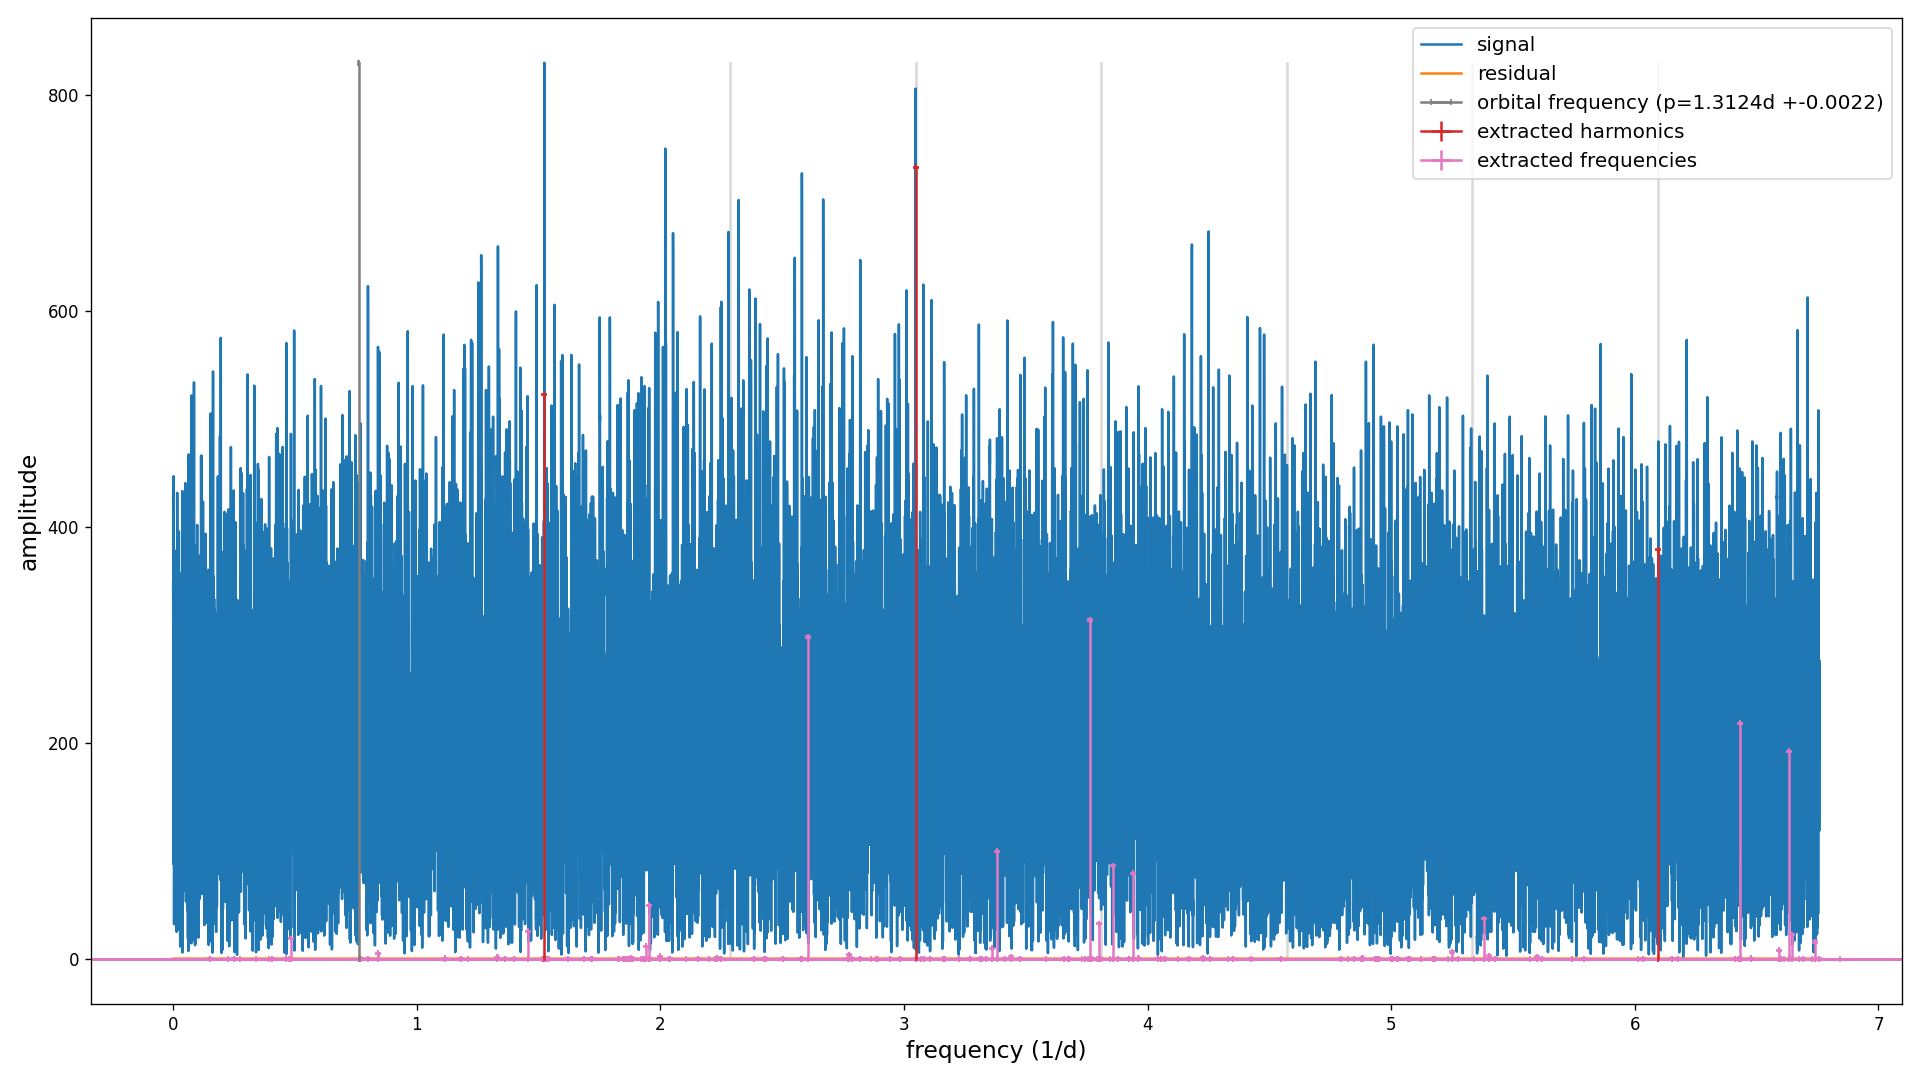 signal
residual
orbital frequency (p=1.3124d +-0.0022)
extracted harmonics
extracted frequencies
amplitude
800
600
400
200
0
0 1 2 3 4 5 6 7
frequency (1/d)